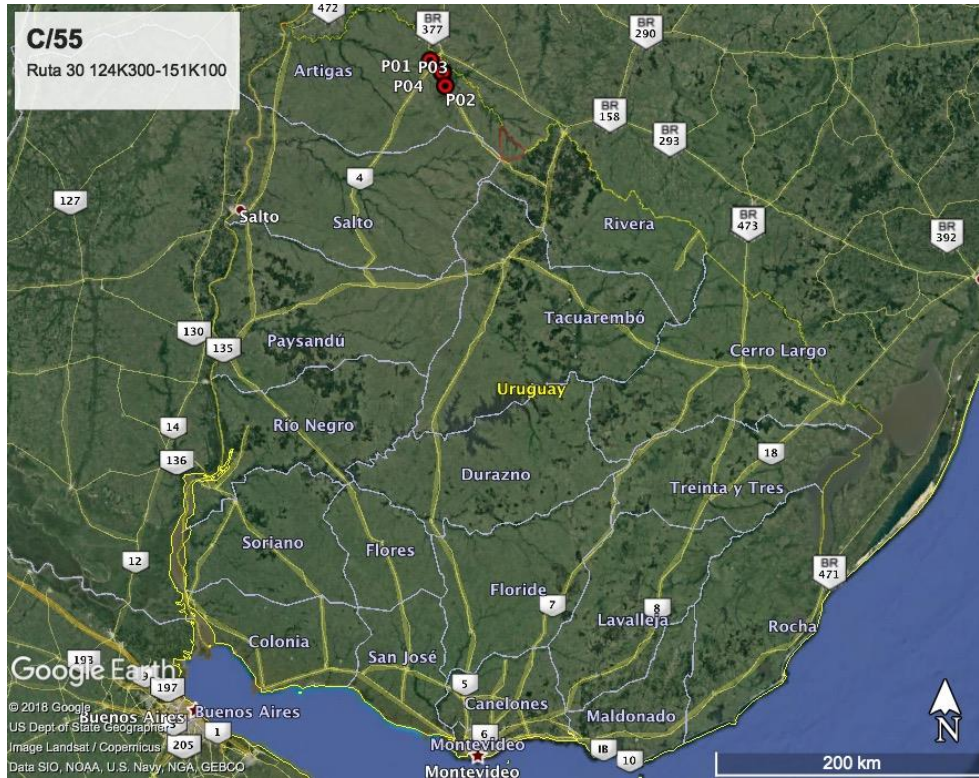 C/55
Ruta 30 124K300-151K100
472
BR
377
BR
290
Artigas
P01
P03
P04
P02
BR
158
BR
293
4
127
Salto
Salto
Rivera
BR
473
BR
392
130
135
Paysandú
Tacuarembó
Cerro Largo
Uruguay
14
136
Río Negro
Durazno
18
Treinta y Tres
12
Soriano
Flores
Floride
7
8
Lavalleja
BR
471
Rocha
Colonia
San José
193
Google Earth
197
5
Canelones
Maldonado
N
© 2018 Google
Buenos Aires
Buenos Aires
US Dept of State Geographer
1
6
IB
10
205
Image Landsat / Copernicus
Montevideo
Montevideo
Data SIO, NOAA, U.S. Navy, NGA, GEBCO
200 km